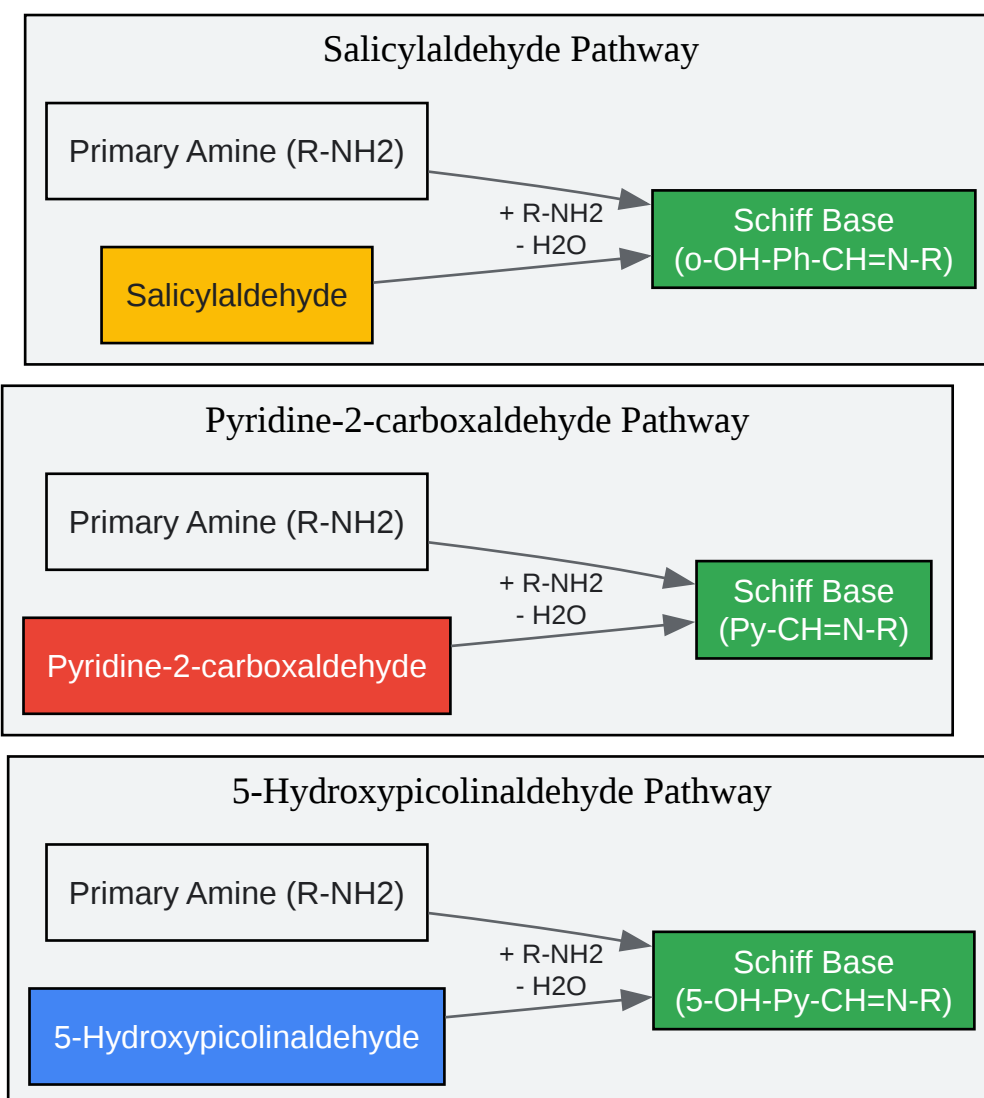 Salicylaldehyde Pathway
Primary Amine (R-NH2)
+ R-NH2
- H2O
Schiff Base
(o-OH-Ph-CH=N-R)
Salicylaldehyde
Pyridine-2-carboxaldehyde Pathway
Primary Amine (R-NH2)
+ R-NH2
- H2O
Schiff Base
(Py-CH=N-R)
Pyridine-2-carboxaldehyde
5-Hydroxypicolinaldehyde Pathway
Primary Amine (R-NH2)
+ R-NH2
- H2O
Schiff Base
(5-OH-Py-CH=N-R)
5-Hydroxypicolinaldehyde